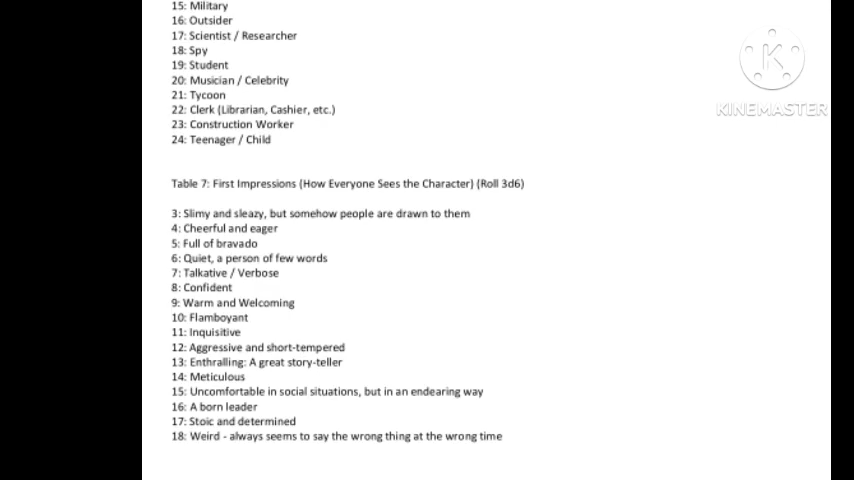 15: Military
16: Outsider
17: Scientist / Researcher
18: Spy
19: Student
20: Musician / Celebrity
21: Tycoon
22: Clerk (Librarian, Cashier, etc.)
23: Construction Worker
24: Teenager / Child
Table 7: First Impressions (How Everyone Sees the Character) (Roll 3d6)
3: Slimy and sleazy, but somehow people are drawn to them
4: Cheerful and eager
5: Full of bravado
6: Quiet, a person of few words
7: Talkative / Verbose
8: Confident
9: Warm and Welcoming
10: Flamboyant
11: Inquisitive
12: Aggressive and short-tempered
13: Enthralling: A great story-teller
14: Meticulous
15: Uncomfortable in social situations, but in an endearing way
16: A born leader
17: Stoic and determined
18: Weird - always seems to say the wrong thing at the wrong time
K
KINEMASTER